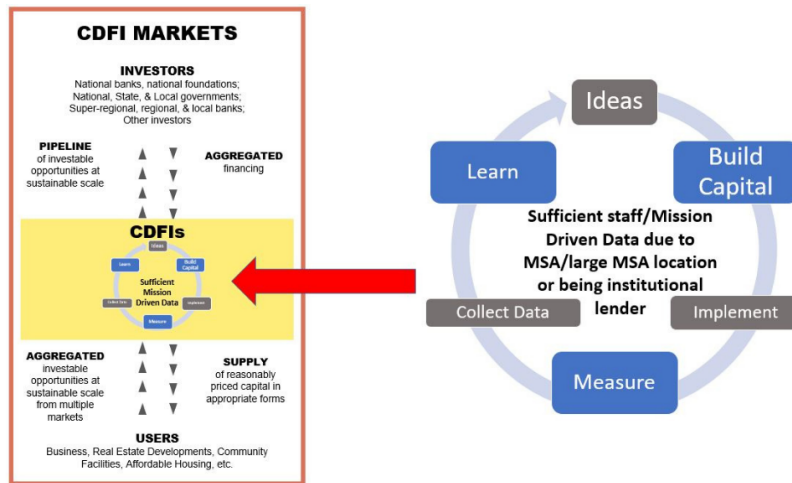 CDFI MARKETS
INVESTORS
National banks, national foundations;
National, State, & Local governments;
Super-regional, regional, & local banks;
Other investors
PIPELINE
of investable
opportunities at
sustainable scale
AGGREGATED
financing
CDFIs
Ideas
Learn
Build
Capital
Sufficient
Mission
Driven Data
Collect Data
Implement
Measure
AGGREGATED
investable
opportunities at
sustainable scale
from multiple
markets
SUPPLY
of reasonably
priced capital in
appropriate forms
USERS
Business, Real Estate Developments, Community
Facilities, Affordable Housing, etc.
Ideas
Learn
Build
Capital
Sufficient staff/Mission
Driven Data due to
MSA/large MSA location
or being institutional
lender
Collect Data
Implement
Measure